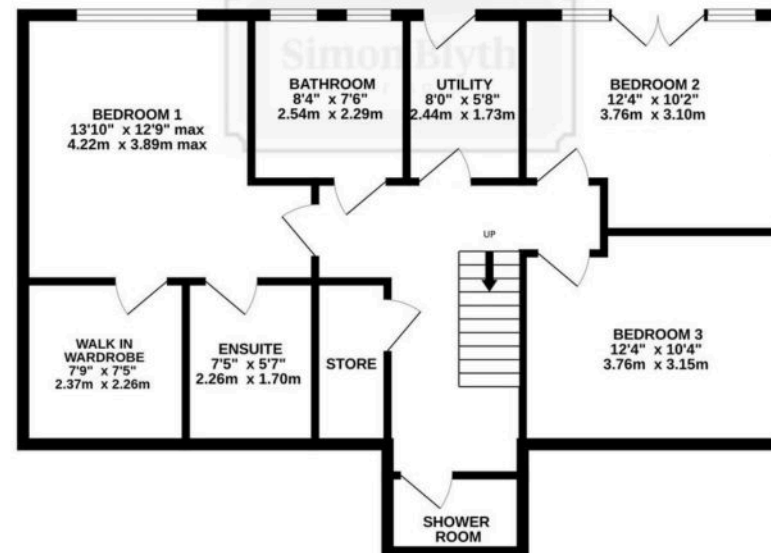 Simon Blyth
BEDROOM 1
13'10" x 12'9" max
4.22m x 3.89m max
BATHROOM
8'4" x 7'6"
2.54m x 2.29m
UTILITY
8'0" x 5'8"
2.44m x 1.73m
BEDROOM 2
12'4" x 10'2"
3.76m x 3.10m
UP
WALK IN
WARDROBE
7'9" x 7'5"
2.37m x 2.26m
ENSUITE
7'5" x 5'7"
2.26m x 1.70m
STORE
BEDROOM 3
12'4" x 10'4"
3.76m x 3.15m
SHOWER
ROOM